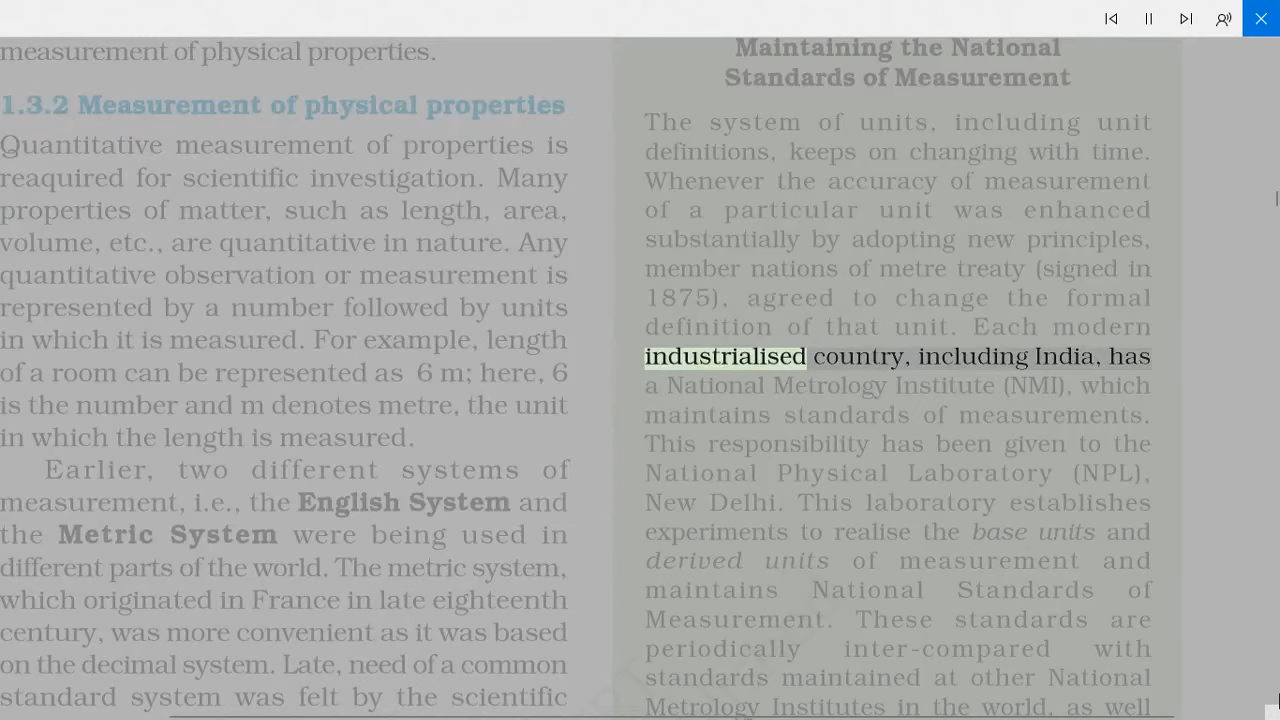 measurement of physical properties.
1.3.2 Measurement of physical properties
Quantitative measurement of properties is
reaquired for scientific investigation. Many
properties of matter, such as length, area,
volume, etc., are quantitative in nature. Any
quantitative observation or measurement is
represented by a number followed by units
in which it is measured. For example, length
of a room can be represented as 6 m; here, 6
is the number and m denotes metre, the unit
in which the length is measured.
Earlier, two different systems of
measurement, i.e., the English System and
the Metric System were being used in
different parts of the world. The metric system,
which originated in France in late eighteenth
century, was more convenient as it was based
on the decimal system. Late, need of a common
standard system was felt by the scientific
Maintaining the National
Standards of Measurement
The system of units, including unit
definitions, keeps on changing with time.
Whenever the accuracy of measurement
of a particular unit was enhanced
substantially by adopting new principles,
member nations of metre treaty (signed in
1875), agreed to change the formal
definition of that unit. Each modern
industrialised country, including India, has
a National Metrology Institute (NMI), which
maintains standards of measurements.
This responsibility has been given to the
National Physical Laboratory (NPL),
New Delhi. This laboratory establishes
experiments to realise the base units and
derived units of measurement and
maintains National Standards of
Measurement. These standards are
periodically inter-compared with
standards maintained at other National
Metrology Institutes in the world, as well